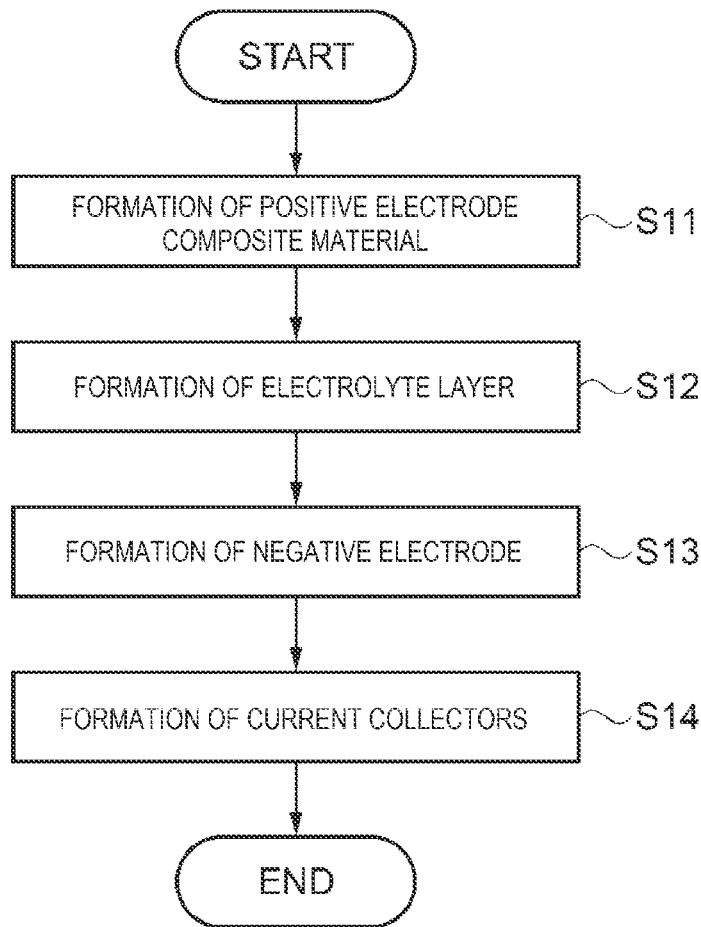 START
FORMATION OF POSITIVE ELECTRODE
COMPOSITE MATERIAL
S11
FORMATION OF ELECTROLYTE LAYER
S12
FORMATION OF NEGATIVE ELECTRODE
S13
FORMATION OF CURRENT COLLECTORS
S14
END